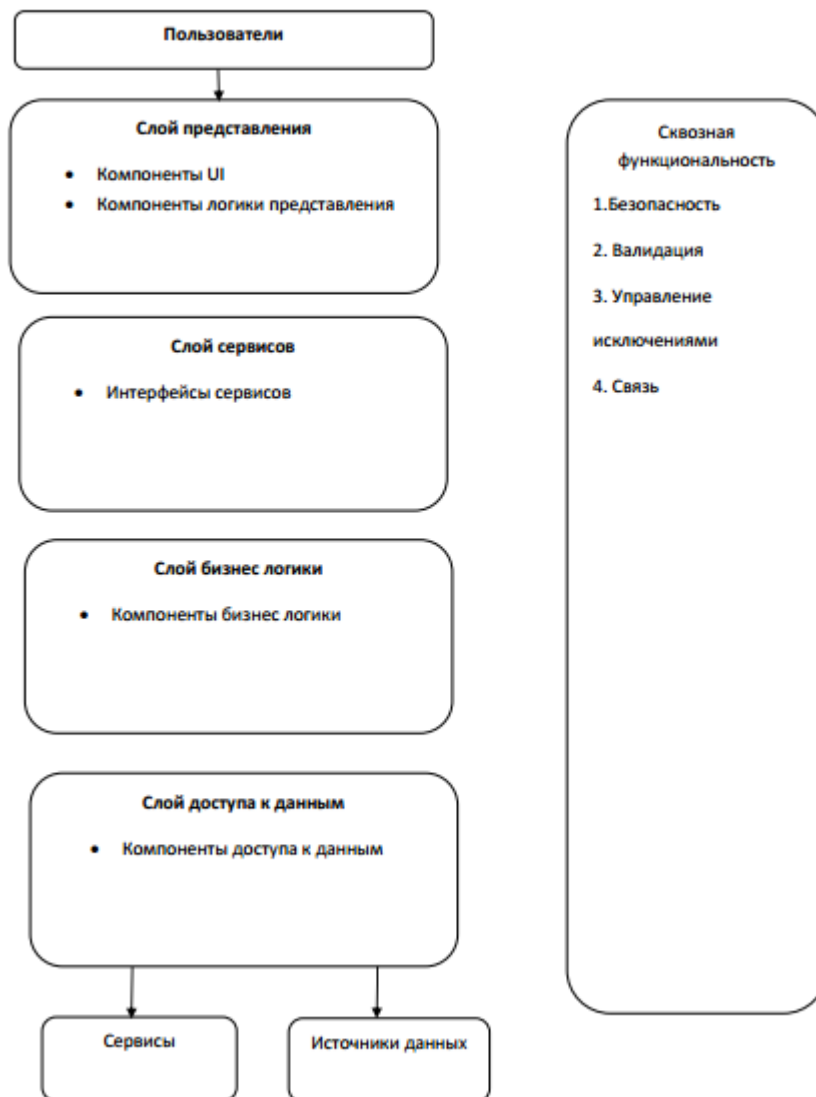 Пользователи
Слой представления
• Компоненты UI
• Компоненты логики представления
Слой сервисов
• Интерфейсы сервисов
Слой бизнес логики
• Компоненты бизнес логики
Слой доступа к данным
• Компоненты доступа к данным
Сервисы
Источники данных
Сквозная
функциональность
1.Безопасность
2. Валидация
3. Управление
исключениями
4. Связь